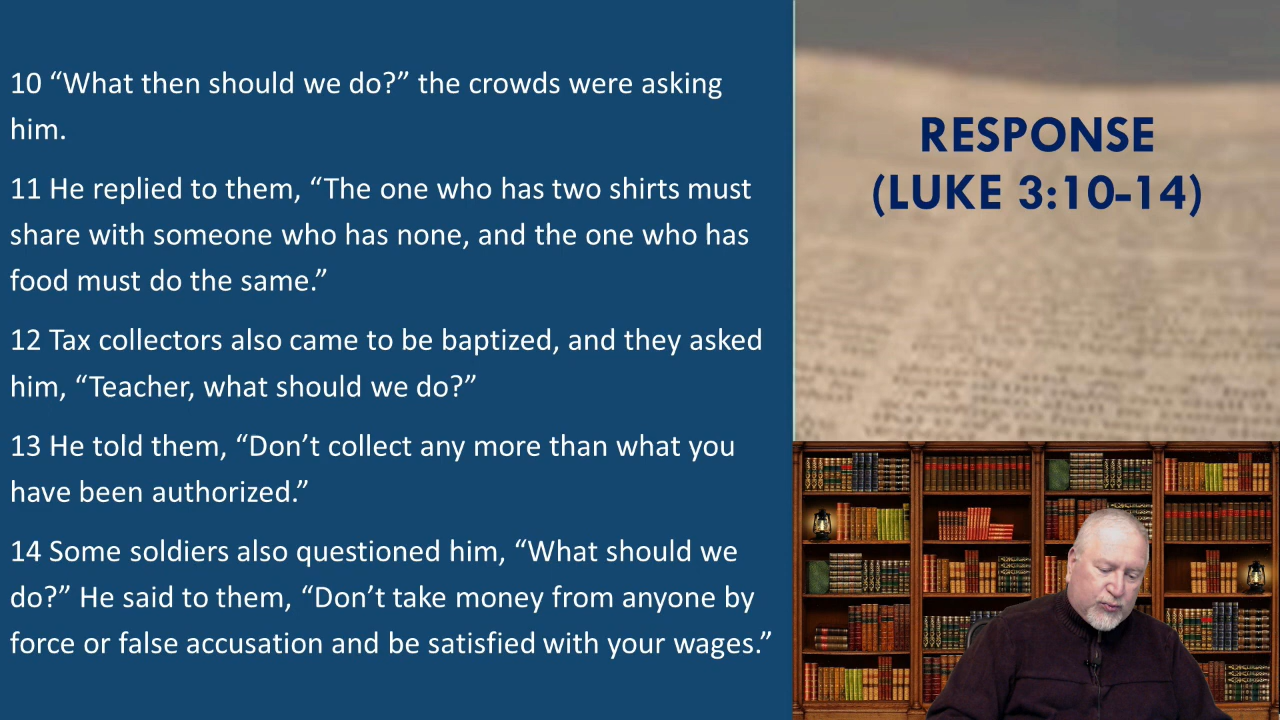 10 “What then should we do?” the crowds were asking
him.
11 He replied to them, “The one who has two shirts must
share with someone who has none, and the one who has
food must do the same.”
12 Tax collectors also came to be baptized, and they asked
him, “Teacher, what should we do?”
13 He told them, “Don’t collect any more than what you
have been authorized.”
14 Some soldiers also questioned him, “What should we
do?” He said to them, “Don’t take money from anyone by
force or false accusation and be satisfied with your wages.”
RESPONSE
(LUKE 3:10-14)